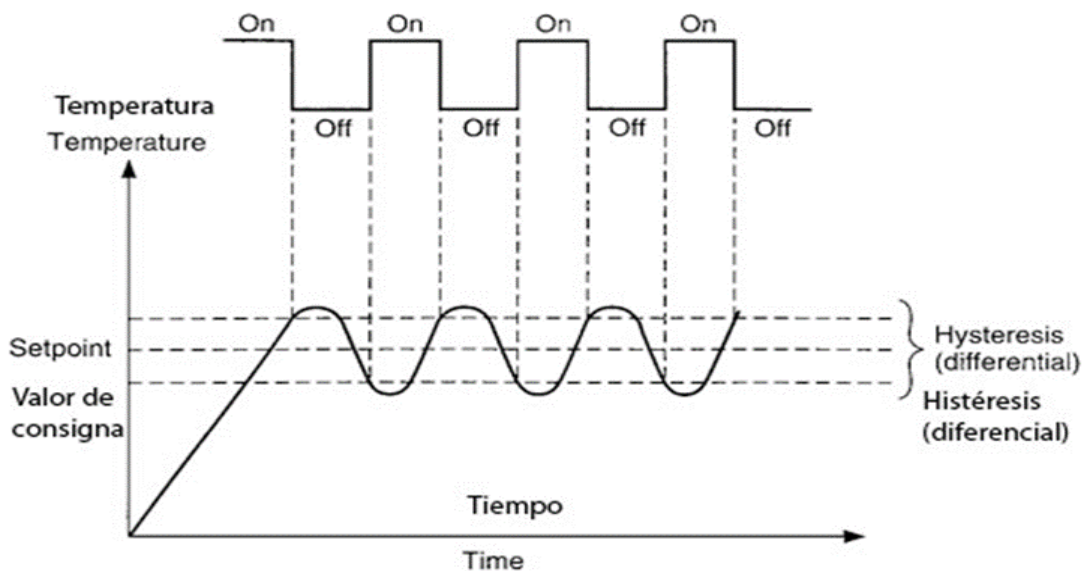 On
On
On
On
Temperatura
Off
Off
Off
Off
Temperature
Setpoint
Valor de
consigna
Hysteresis
(differential)
Histéresis
(diferencial)
Tiempo
Time